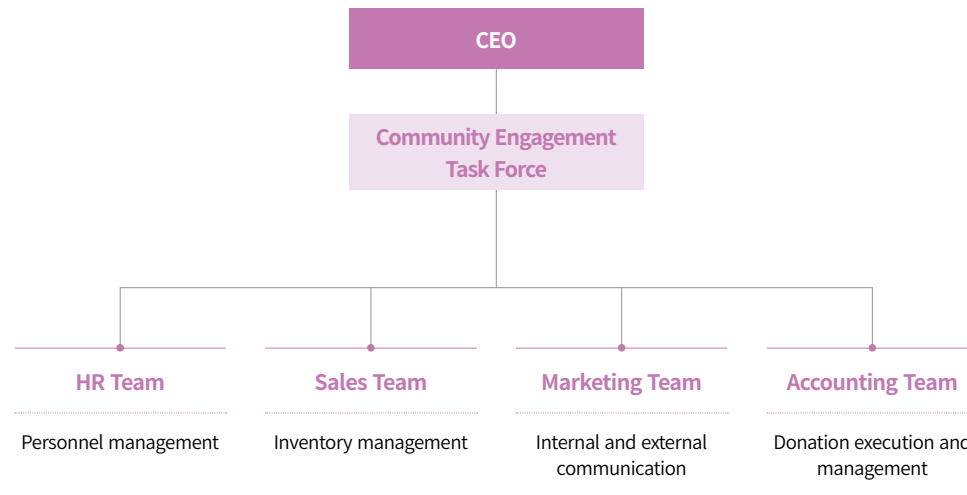 CEO
Community Engagement
Task Force
HR Team
Sales Team
Marketing Team
Accounting Team
Personnel management
Inventory management
Internal and external
communication
Donation execution and
management